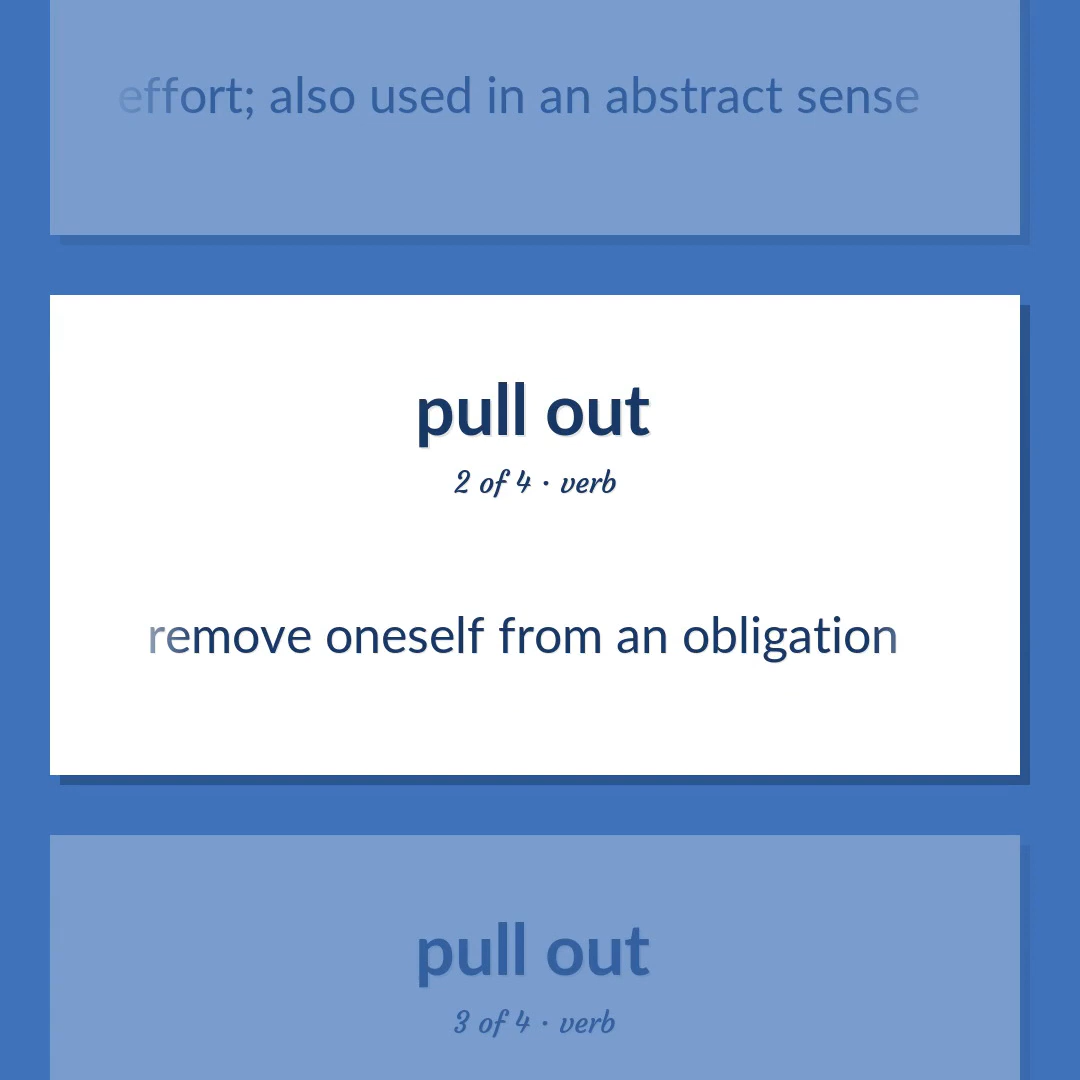 effort; also used in an abstract sense
pull out
2 of 4 · verb
remove oneself from an obligation
pull out
3 of 4 · verb